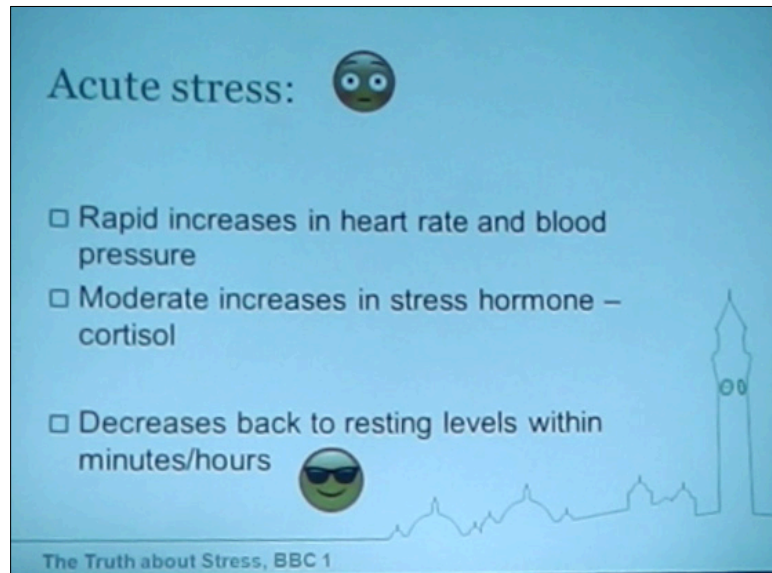 Acute stress:
□ Rapid increases in heart rate and blood
pressure
□ Moderate increases in stress hormone –
cortisol
□ Decreases back to resting levels within
minutes/hours
The Truth about Stress, BBC 1